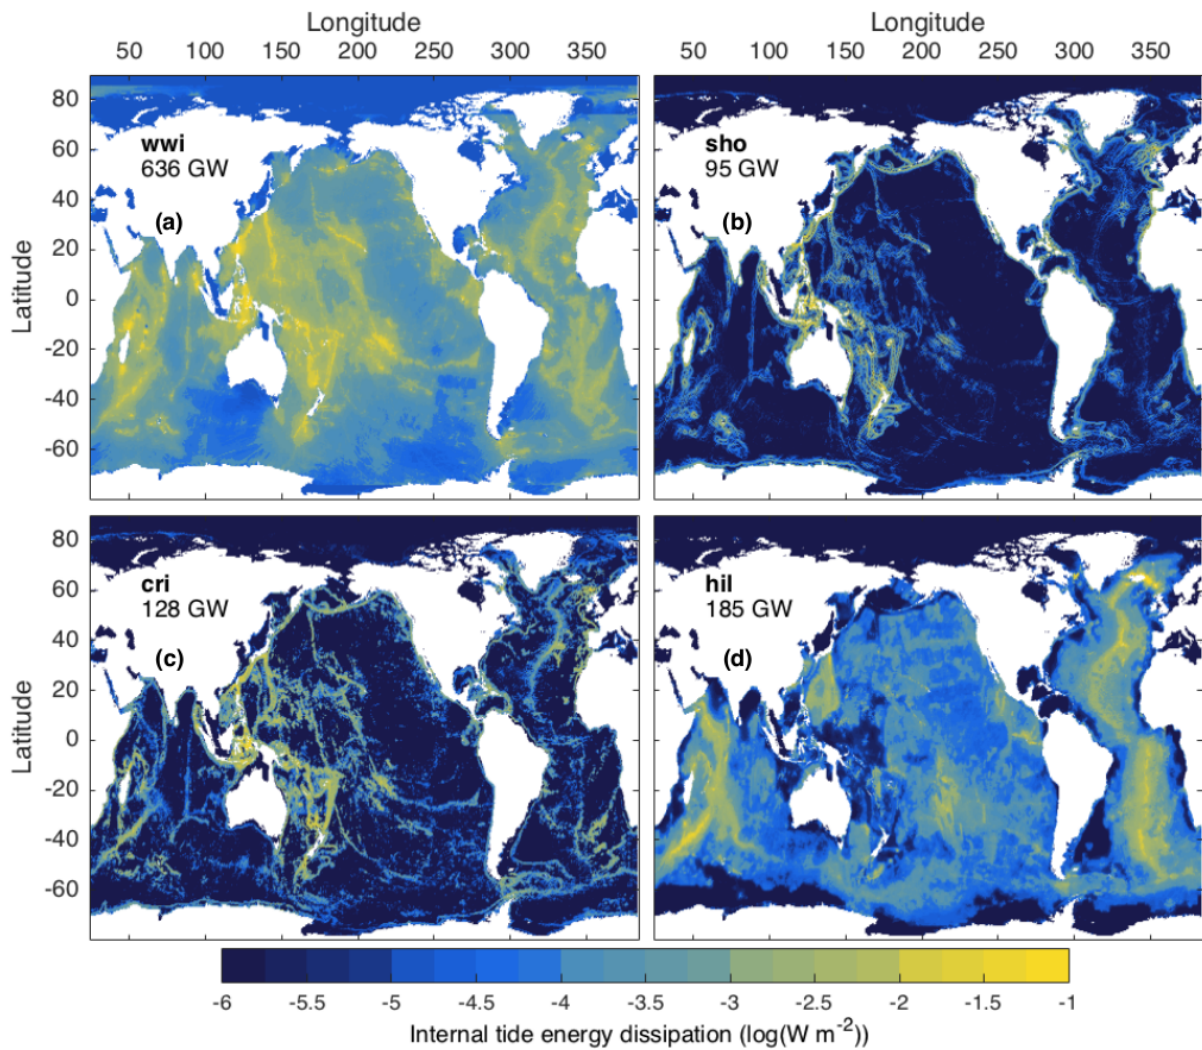 Longitude
Longitude
50 100 150 200 250 300 350
50 100 150 200 250 300 350
80
60
40
20
0
-20
-40
-60
Latitude
wwi
636 GW
(a)
sho
95 GW
(b)
80
60
40
20
0
-20
-40
-60
Latitude
cri
128 GW
(c)
hil
185 GW
(d)
-6 -5.5 -5 -4.5 -4 -3.5 -3 -2.5 -2 -1.5 -1
Internal tide energy dissipation (log(W m⁻²))